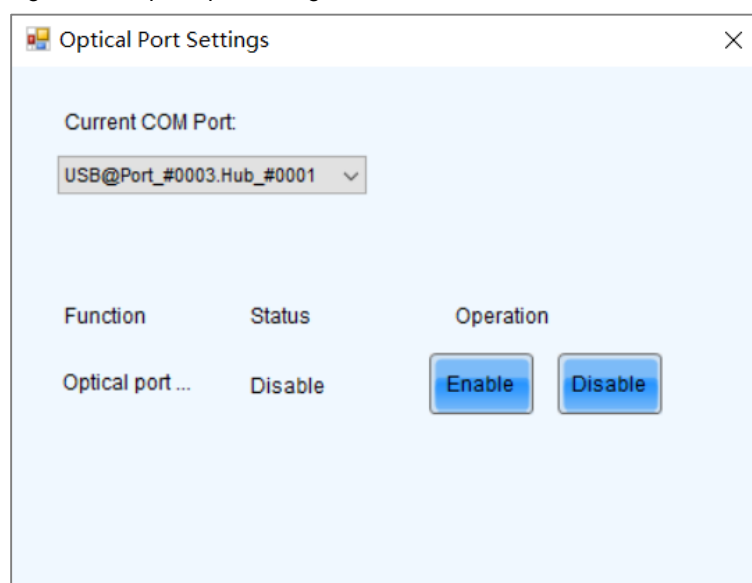 Optical Port Settings
Current COM Port:
USB@Port_#0003.Hub_#0001
Function Status Operation
Optical port ... Disable Enable Disable